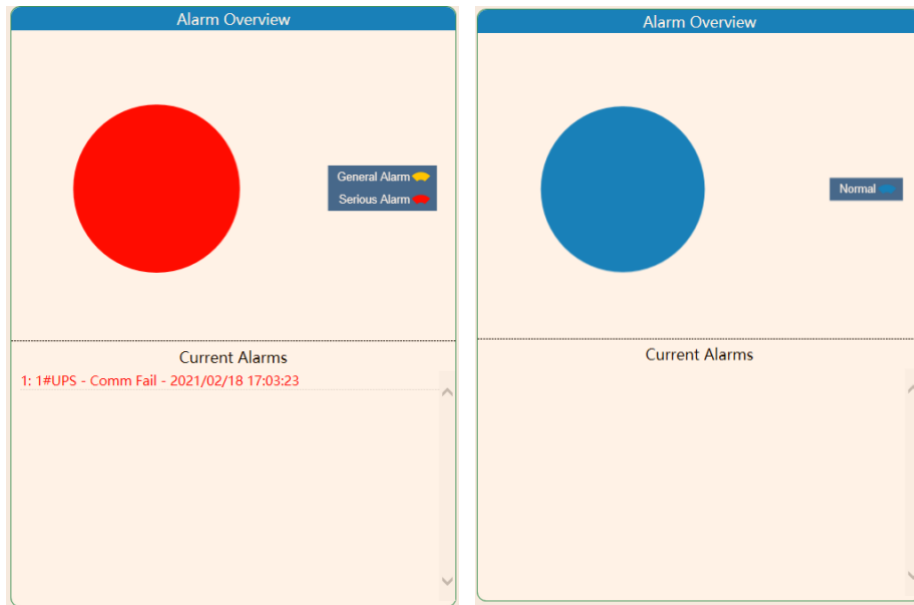 Alarm Overview
General Alarm
Serious Alarm
Current Alarms
1: 1#UPS - Comm Fail - 2021/02/18 17:03:23
Alarm Overview
Normal
Current Alarms